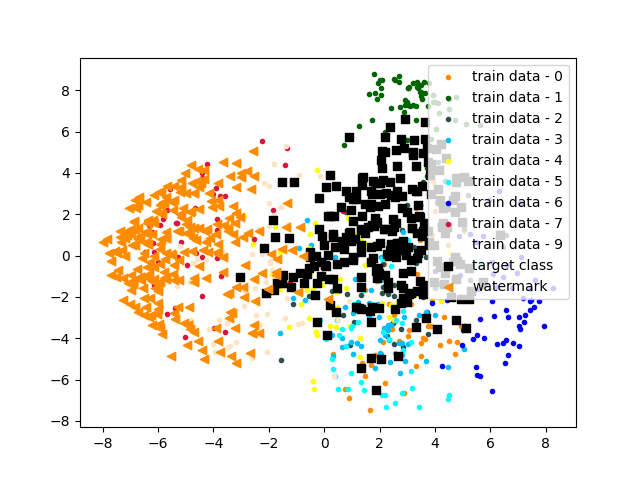 8
6
4
2
0
−2
−4
−6
−8
−8
−6
−4
−2
0
2
4
6
8
train data - 0
train data - 1
train data - 2
train data - 3
train data - 4
train data - 5
train data - 6
train data - 7
train data - 9
target class
watermark